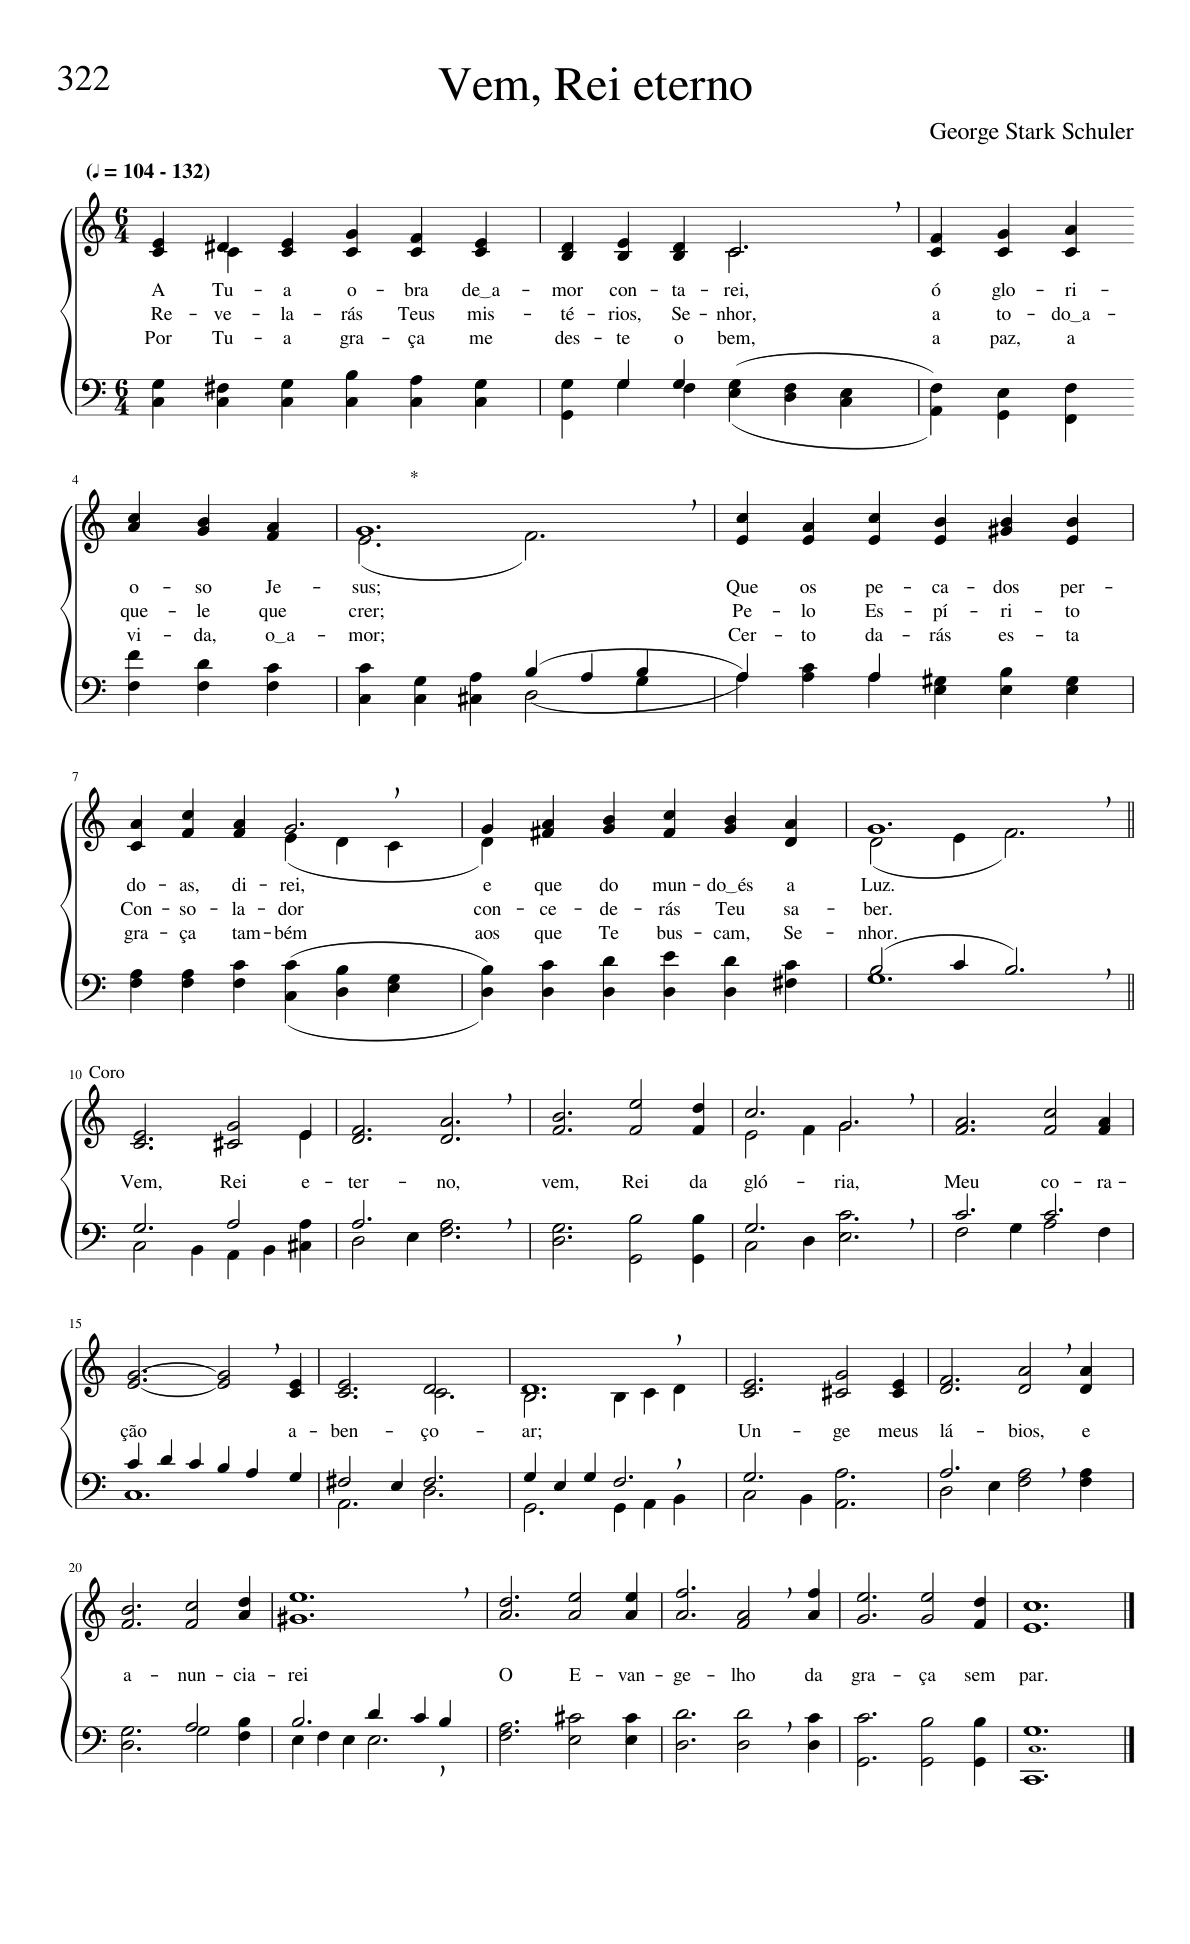 322
Vem, Rei eterno
George Stark Schuler
(♩ = 104 - 132)
A Tu - a o - bra de‿a - mor con - ta - rei, ó glo - ri -
Re - ve - la - rás Teus mis - té - rios, Se - nhor, a to - do‿a -
Por Tu - a gra - ça me des - te o bem, a paz, a
4
*
o - so Je - sus; Que os pe - ca - dos per -
que - le que crer; Pe - lo Es - pí - ri - to
vi - da, o‿a - mor; Cer - to da - rás es - ta
7
do - as, di - rei, e que do mun - do‿és a Luz.
Con - so - la - dor con - ce - de - rás Teu sa - ber.
gra - ça tam - bém aos que Te bus - cam, Se - nhor.
10 Coro
Vem, Rei e - ter - no, vem, Rei da gló - ria, Meu co - ra -
15
ção a - ben - ço - ar; Un - ge meus lá - bios, e
20
a - nun - cia - rei O E - van - ge - lho da gra - ça sem par.